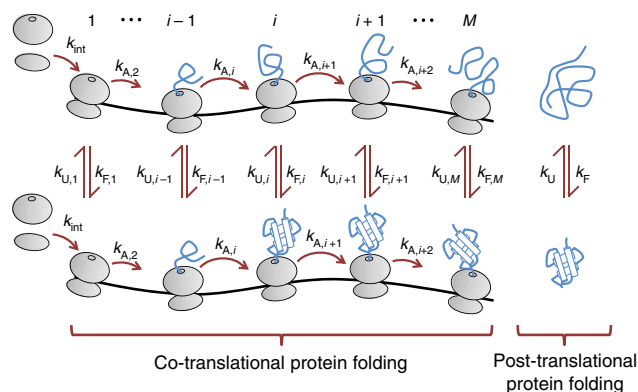 1 ··· i – 1 i i + 1 ··· M
k_int k_A,2 k_A,i k_A,i+1 k_A,i+2
k_U,1 k_F,1 k_U,i–1 k_F,i–1 k_U,i k_F,i k_U,i+1 k_F,i+1 k_U,M k_F,M k_U k_F
k_int k_A,2 k_A,i k_A,i+1 k_A,i+2
Co-translational protein folding
Post-translational
protein folding